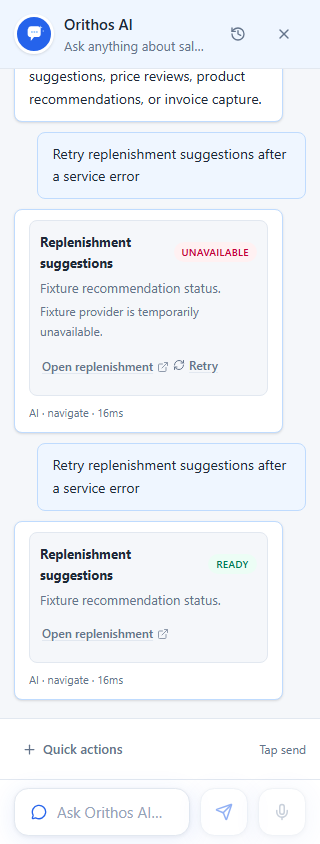 Orithos AI
Ask anything about sal...
suggestions, price reviews, product
recommendations, or invoice capture.
Retry replenishment suggestions after
a service error
Replenishment
suggestions
UNAVAILABLE
Fixture recommendation status.
Fixture provider is temporarily
unavailable.
Open replenishment Retry
AI · navigate · 16ms
Retry replenishment suggestions after
a service error
Replenishment
suggestions
READY
Fixture recommendation status.
Open replenishment
AI · navigate · 16ms
Quick actions Tap send
Ask Orithos AI...